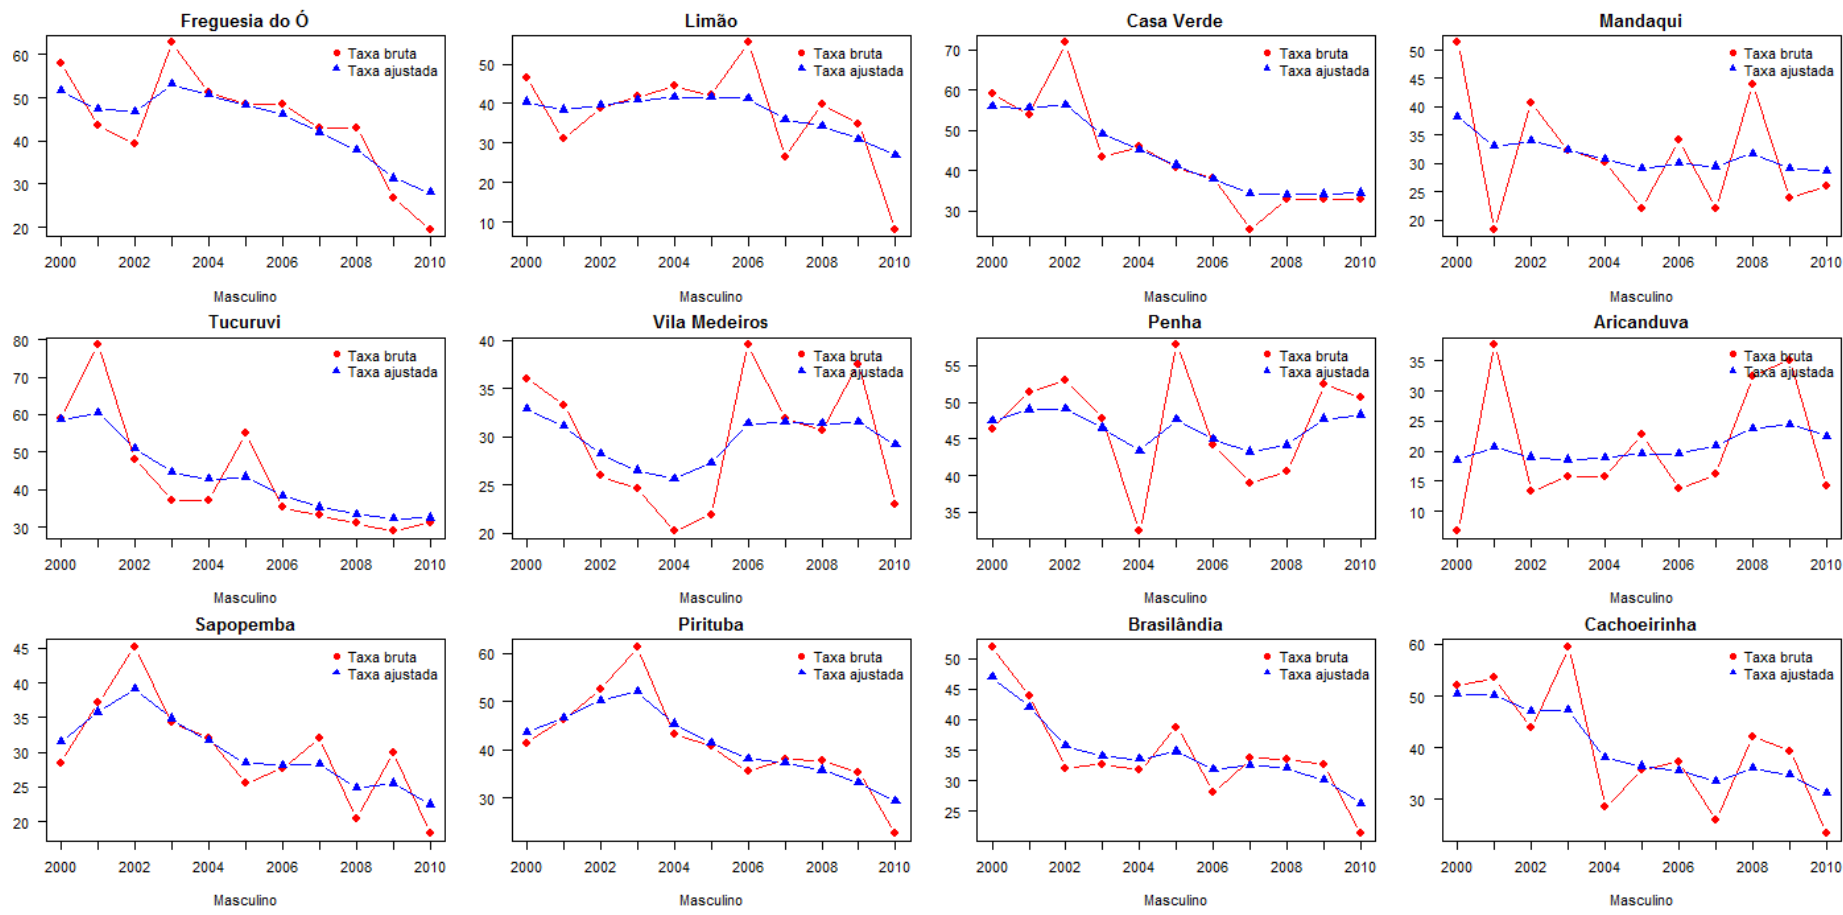 Freguesia do Ó
Taxa bruta
Taxa ajustada
60
50
40
30
20
2000 2002 2004 2006 2008 2010
Masculino
Limão
Taxa bruta
Taxa ajustada
50
40
30
20
10
2000 2002 2004 2006 2008 2010
Masculino
Casa Verde
Taxa bruta
Taxa ajustada
70
60
50
40
30
2000 2002 2004 2006 2008 2010
Masculino
Mandaqui
Taxa bruta
Taxa ajustada
50
45
40
35
30
25
20
2000 2002 2004 2006 2008 2010
Masculino
Tucuruvi
Taxa bruta
Taxa ajustada
80
70
60
50
40
30
2000 2002 2004 2006 2008 2010
Masculino
Vila Medeiros
Taxa bruta
Taxa ajustada
40
35
30
25
20
2000 2002 2004 2006 2008 2010
Masculino
Penha
Taxa bruta
Taxa ajustada
55
50
45
40
35
2000 2002 2004 2006 2008 2010
Masculino
Aricanduva
Taxa bruta
Taxa ajustada
35
30
25
20
15
10
2000 2002 2004 2006 2008 2010
Masculino
Sapopemba
Taxa bruta
Taxa ajustada
45
40
35
30
25
20
2000 2002 2004 2006 2008 2010
Masculino
Pirituba
Taxa bruta
Taxa ajustada
60
50
40
30
2000 2002 2004 2006 2008 2010
Masculino
Brasilândia
Taxa bruta
Taxa ajustada
50
45
40
35
30
25
2000 2002 2004 2006 2008 2010
Masculino
Cachoeirinha
Taxa bruta
Taxa ajustada
60
50
40
30
2000 2002 2004 2006 2008 2010
Masculino